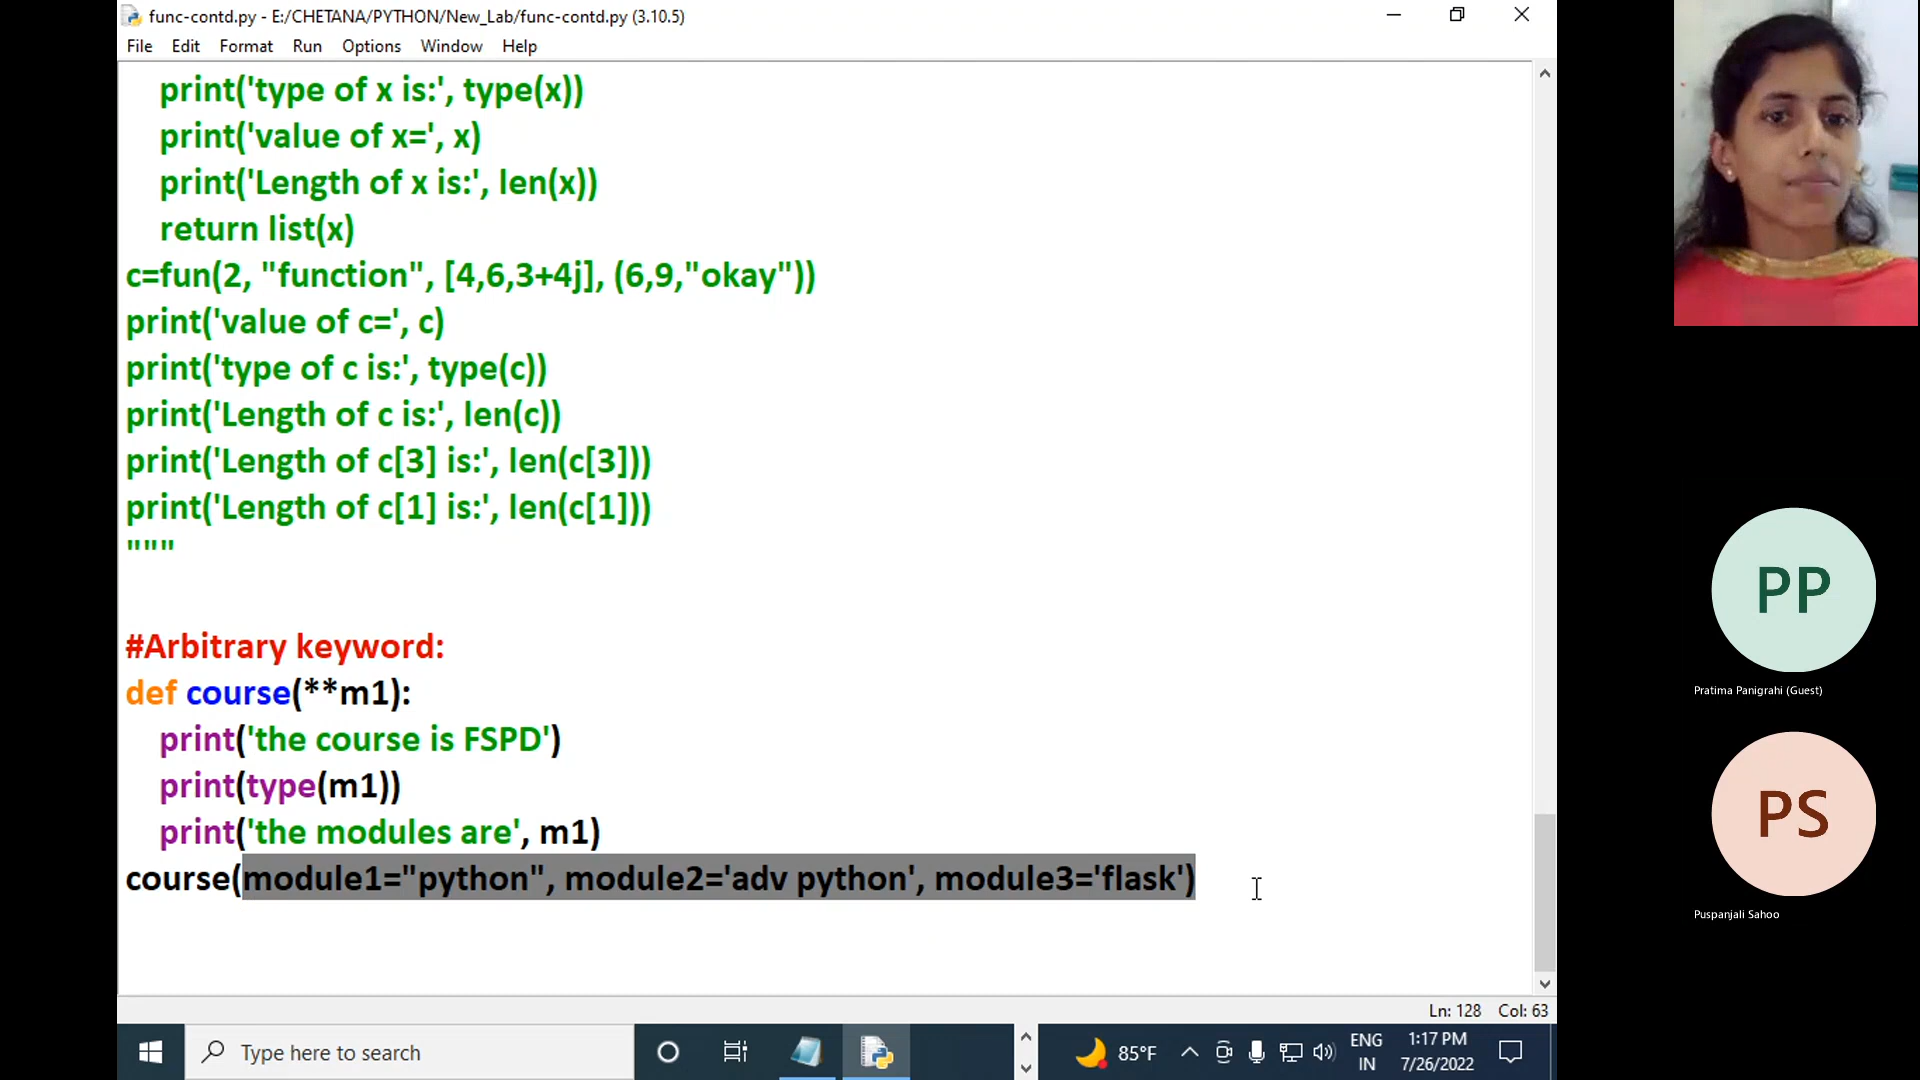 func-contd.py - E:/CHETANA/PYTHON/New_Lab/func-contd.py (3.10.5)
File Edit Format Run Options Window Help
print('type of x is:', type(x))
print('value of x=', x)
print('Length of x is:', len(x))
return list(x)
c=fun(2, "function", [4,6,3+4j], (6,9,"okay"))
print('value of c=', c)
print('type of c is:', type(c))
print('Length of c is:', len(c))
print('Length of c[3] is:', len(c[3]))
print('Length of c[1] is:', len(c[1]))
"""
#Arbitrary keyword:
def course(**m1):
print('the course is FSPD')
print(type(m1))
print('the modules are', m1)
course(module1="python", module2='adv python', module3='flask')
Ln: 128 Col: 63
Type here to search
85°F
ENG
IN
1:17 PM
7/26/2022
PP
Pratima Panigrahi (Guest)
PS
Puspanjali Sahoo